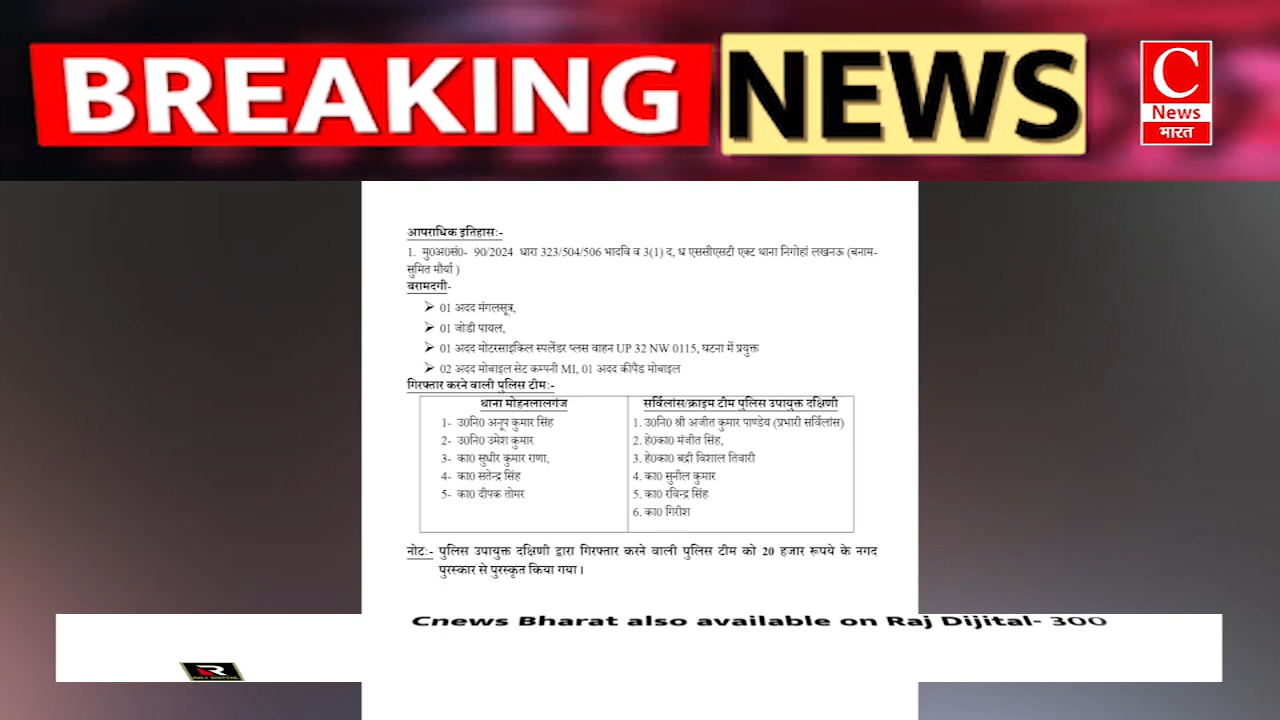 BREAKING NEWS
C
News
भारत
आपराधिक इतिहासः-
1. मु0अ0सं0- 90/2024 धारा 323/504/506 भादवि व 3(1) द, ध एससीएसटी एक्ट थाना निगोहां लखनऊ (बनाम-
सुमित मौर्या )
बरामदगी-
➢ 01 अदद मंगलसूत्र,
➢ 01 जोडी पायल,
➢ 01 अदद मोटरसाइकिल स्पलेंडर प्लस वाहन UP 32 NW 0115, घटना में प्रयुक्त
➢ 02 अदद मोबाइल सेट कम्पनी MI, 01 अदद कीपैड मोबाइल
गिरफ्तार करने वाली पुलिस टीमः-
थाना मोहनलालगंज
1- उ0नि0 अनूप कुमार सिंह
2- उ0नि0 उमेश कुमार
3- का0 सुधीर कुमार राणा,
4- का0 सतेन्द्र सिंह
5- का0 दीपक तोमर
सर्विलांस/क्राइम टीम पुलिस उपायुक्त दक्षिणी
1. उ0नि0 श्री अजीत कुमार पाण्डेय (प्रभारी सर्विलांस)
2. हे0का0 मंजीत सिंह,
3. हे0का0 बद्री विशाल तिवारी
4. का0 सुनील कुमार
5. का0 रविन्द्र सिंह
6. का0 गिरीश
नोटः- पुलिस उपायुक्त दक्षिणी द्वारा गिरफ्तार करने वाली पुलिस टीम को 20 हजार रूपये के नगद
पुरस्कार से पुरस्कृत किया गया ।
Cnews Bharat also available on Raj Dijital- 300
R